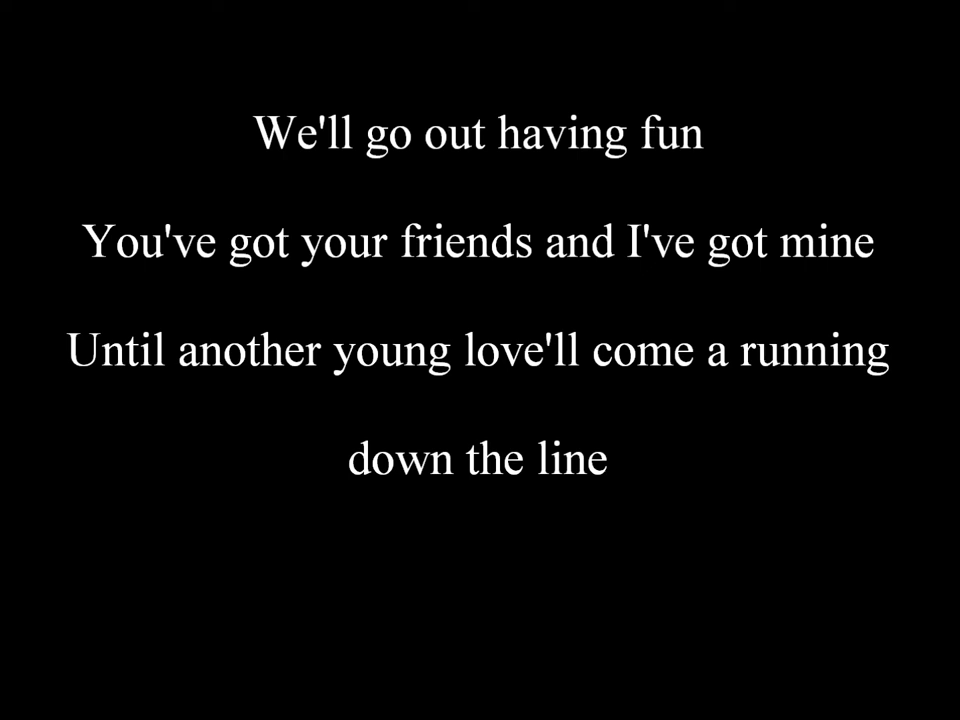 We'll go out having fun
You've got your friends and I've got mine
Until another young love'll come a running
down the line